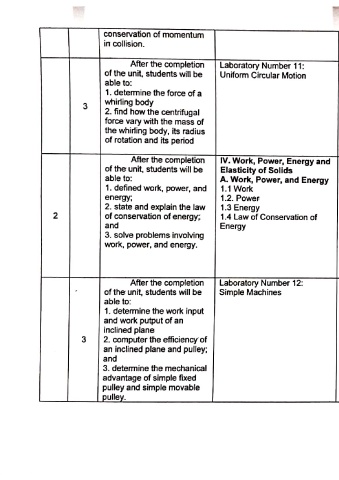 conservation of momentum
in collision.
3
After the completion
of the unit, students will be
able to:
1. determine the force of a
whirling body
2. find how the centrifugal
force vary with the mass of
the whirling body, its radius
of rotation and its period
Laboratory Number 11:
Uniform Circular Motion
2
After the completion
of the unit, students will be
able to:
1. defined work, power, and
energy;
2. state and explain the law
of conservation of energy;
and
3. solve problems involving
work, power, and energy.
IV. Work, Power, Energy and
Elasticity of Solids
A. Work, Power, and Energy
1.1 Work
1.2. Power
1.3 Energy
1.4 Law of Conservation of
Energy
3
After the completion
of the unit, students will be
able to:
1. determine the work input
and work putput of an
inclined plane
2. computer the efficiency of
an inclined plane and pulley;
and
3. determine the mechanical
advantage of simple fixed
pulley and simple movable
pulley.
Laboratory Number 12:
Simple Machines